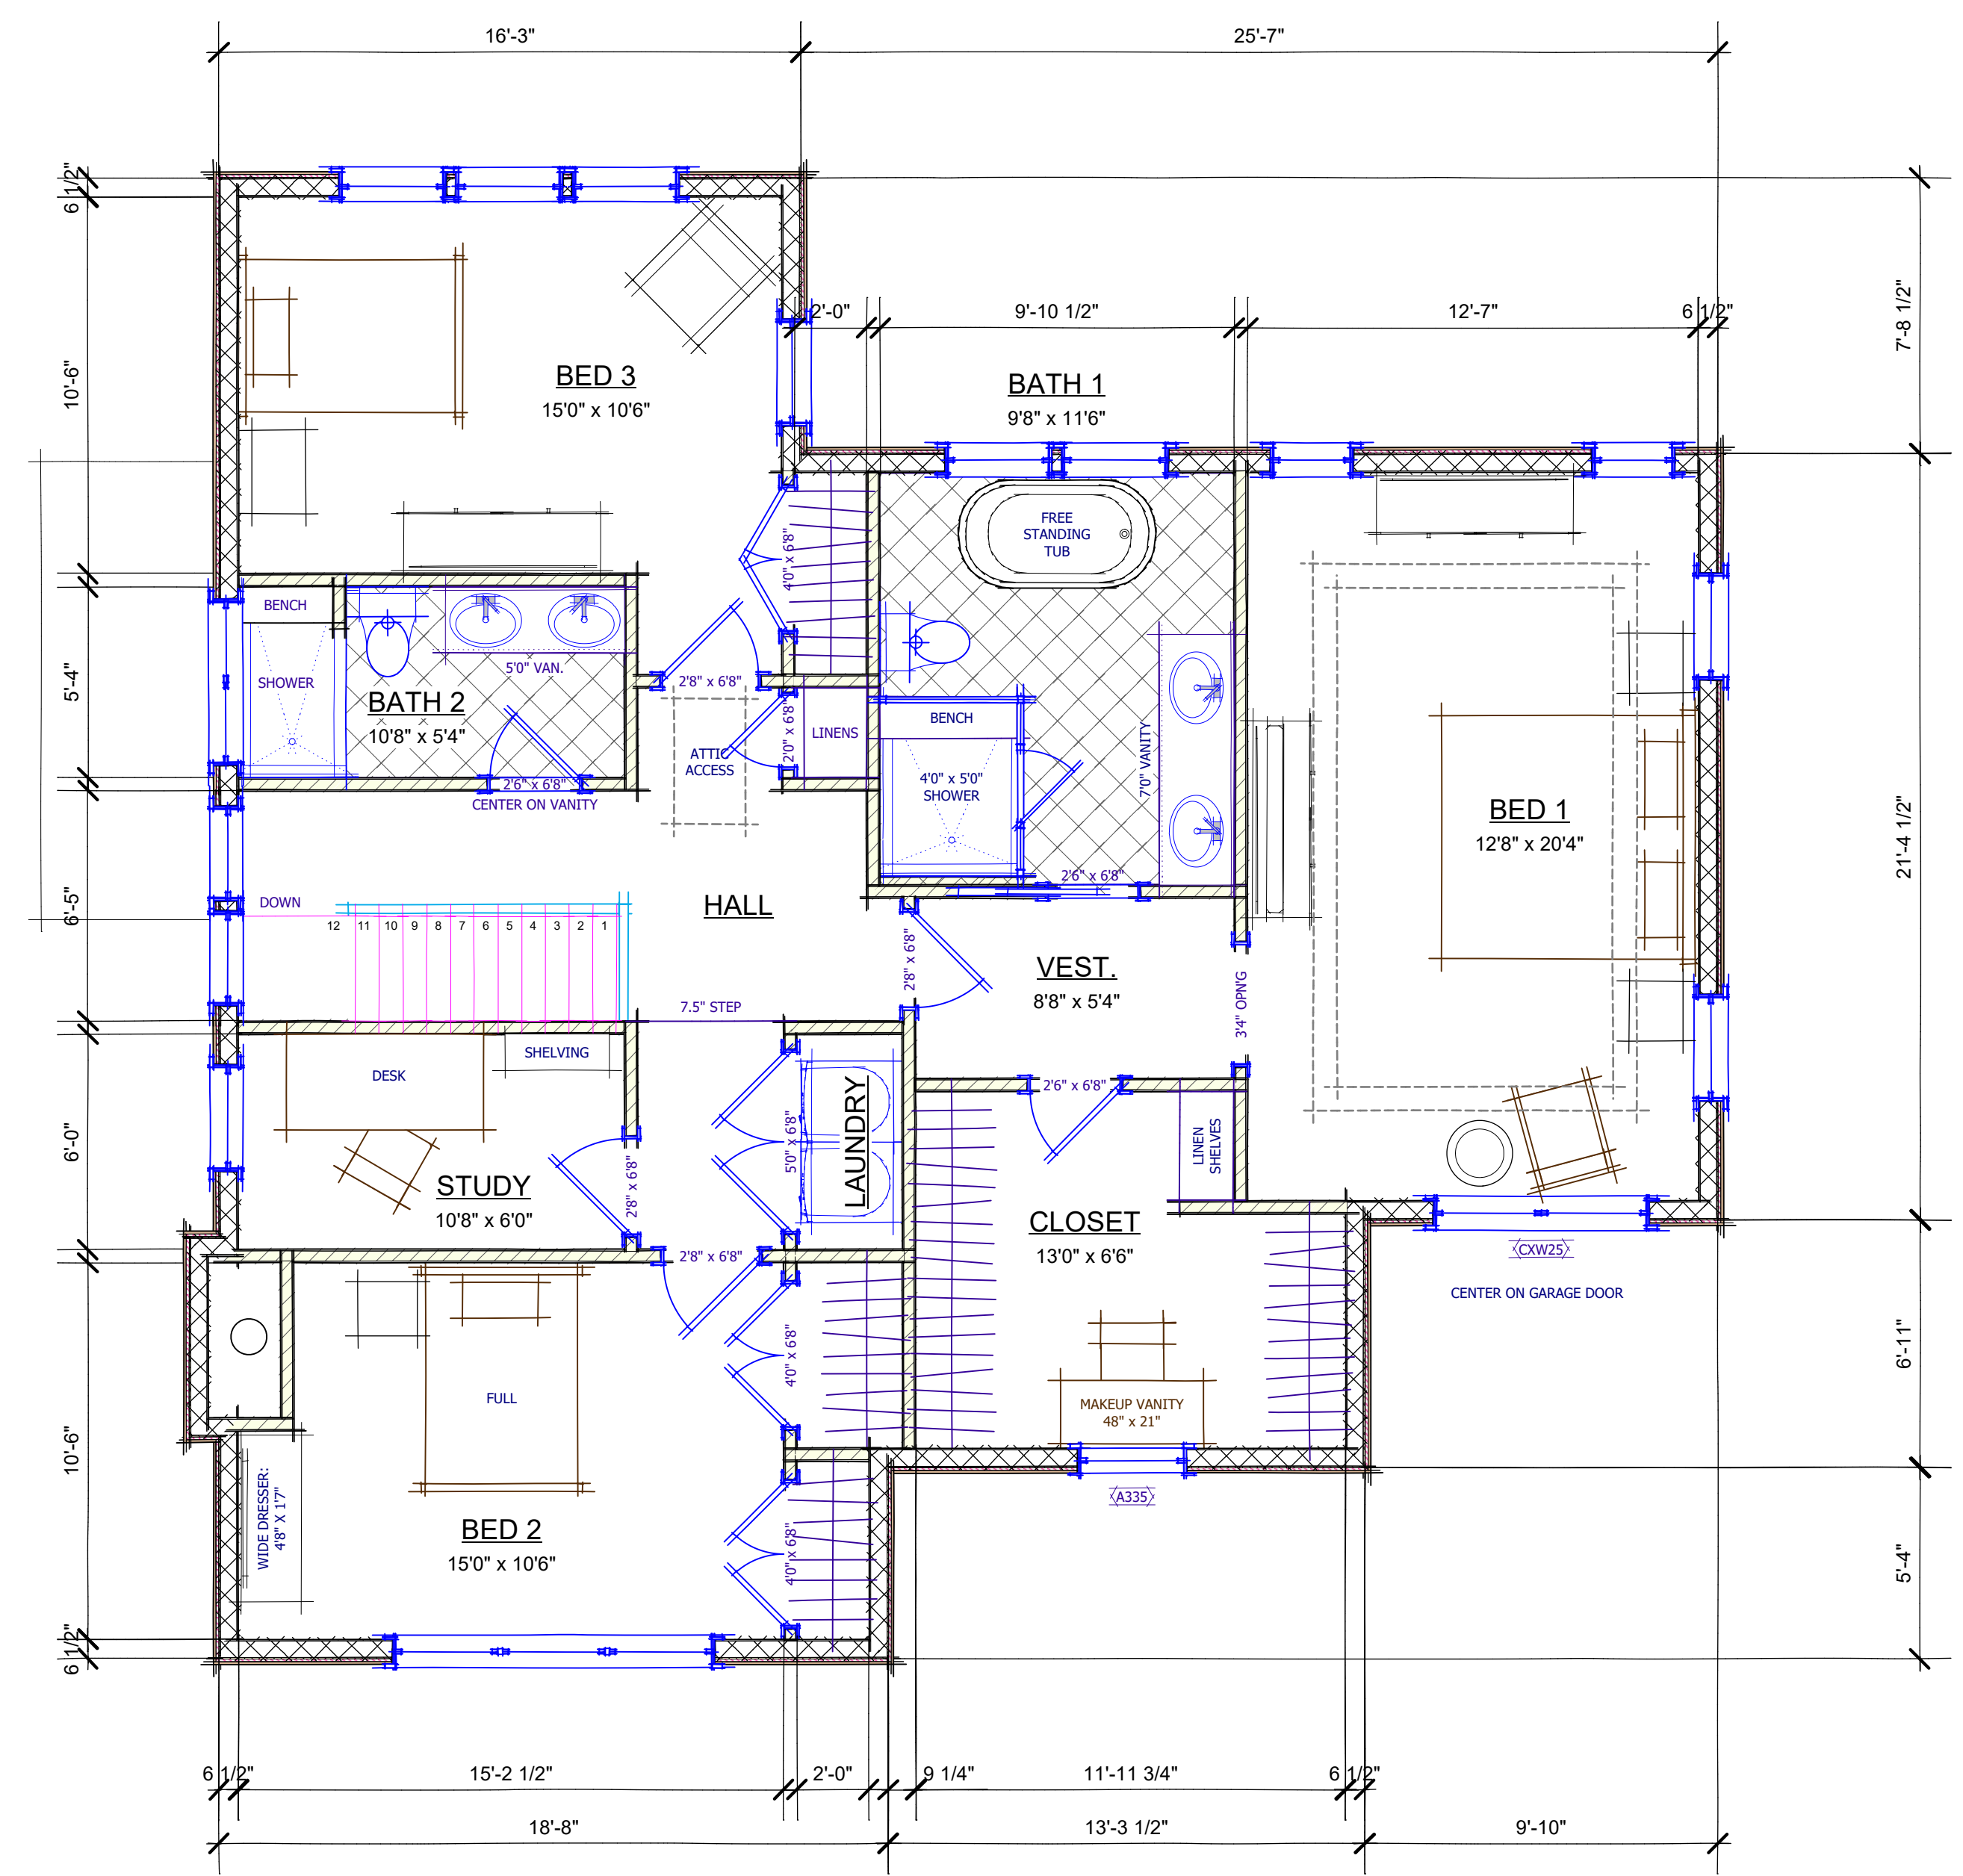 16'-3"
25'-7"
6 1/2"
2'-0"
9'-10 1/2"
12'-7"
6 1/2"
7'-8 1/2"
10'-6"
BED 3
15'0" x 10'6"
BATH 1
9'8" x 11'6"
FREE
STANDING
TUB
4'0" x 6'8"
BENCH
SHOWER
5'0" VAN.
BATH 2
10'8" x 5'4"
5'-4"
2'8" x 6'8"
2'0" x 6'8"
LINENS
ATTIC
ACCESS
BENCH
4'0" x 5'0"
SHOWER
7'0" VANITY
2'6" x 6'8"
CENTER ON VANITY
BED 1
12'8" x 20'4"
21'-4 1/2"
2'6" x 6'8"
6'-5"
DOWN
12 11 10 9 8 7 6 5 4 3 2 1
HALL
2'8" x 6'8"
VEST.
8'8" x 5'4"
3'4" OPN'G
7.5" STEP
DESK
SHELVING
STUDY
10'8" x 6'0"
6'-0"
2'8" x 6'8"
5'0" x 6'8"
LAUNDRY
2'6" x 6'8"
LINEN
SHELVES
CLOSET
13'0" x 6'6"
2'8" x 6'8"
CXW25
CENTER ON GARAGE DOOR
6'-11"
4'0" x 6'8"
FULL
MAKEUP VANITY
48" x 21"
10'-6"
WIDE DRESSER:
4'8" X 1'7"
A335
BED 2
15'0" x 10'6"
4'0" x 6'8"
5'-4"
6 1/2"
6 1/2"
15'-2 1/2"
2'-0"
9 1/4"
11'-11 3/4"
6 1/2"
18'-8"
13'-3 1/2"
9'-10"